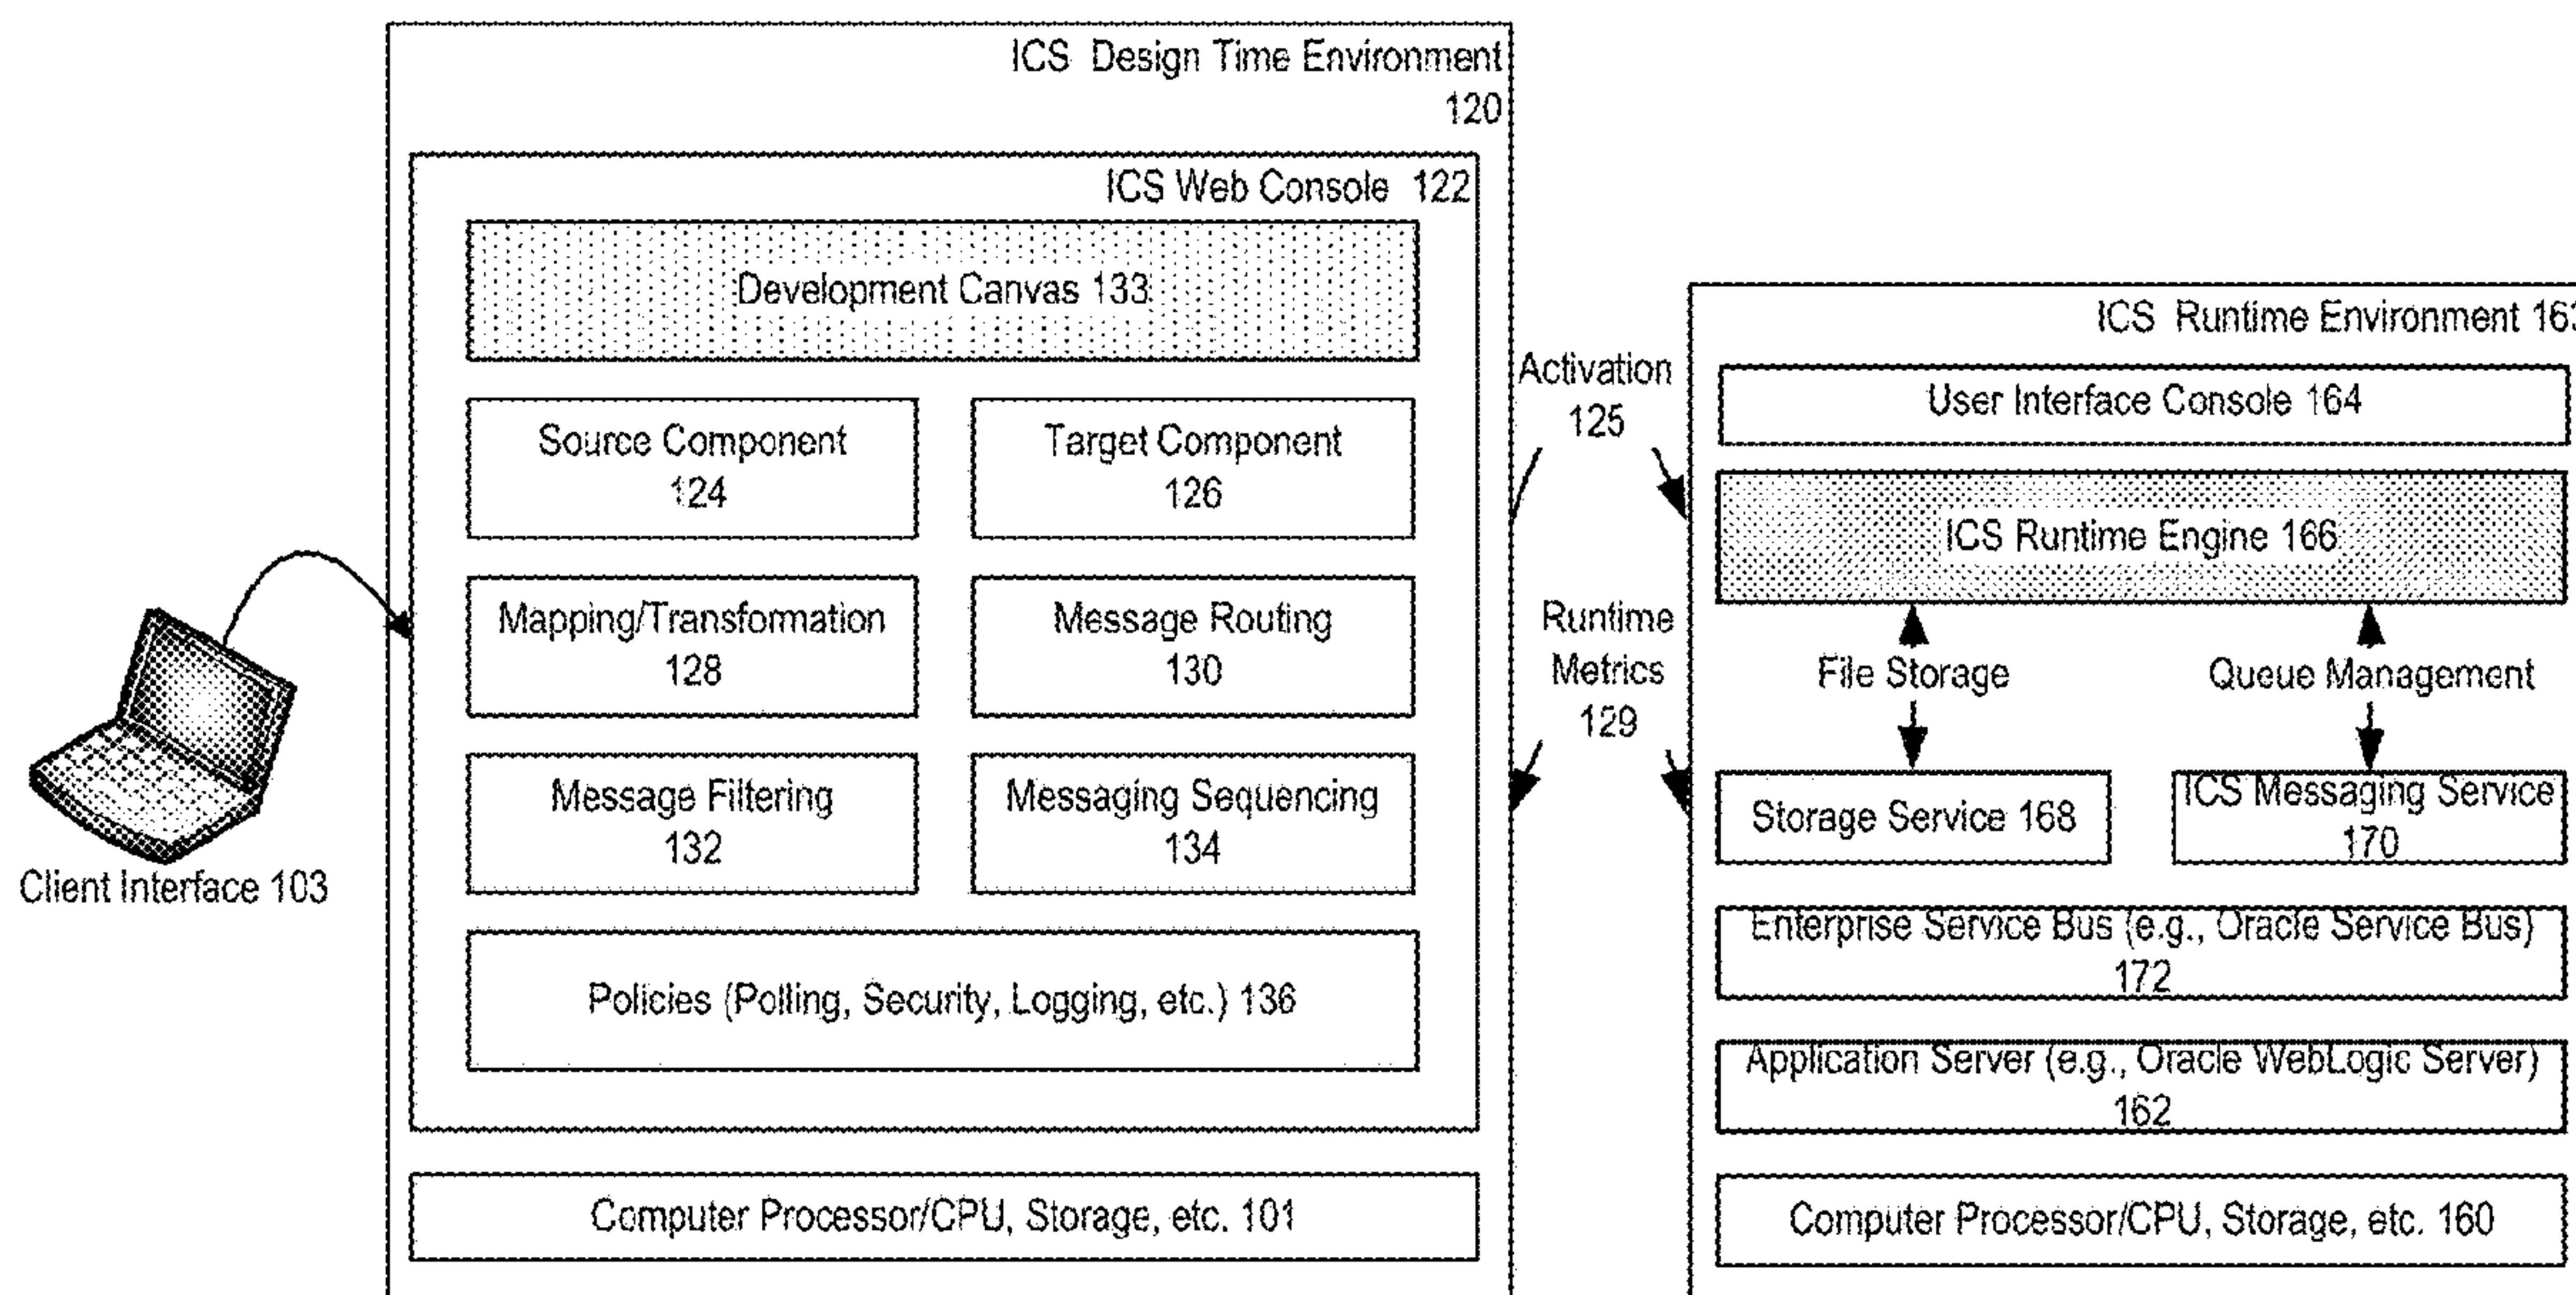 ICS Design Time Environment
120
ICS Web Console 122
Development Canvas 133
Source Component
124
Target Component
126
Mapping/Transformation
128
Message Routing
130
Message Filtering
132
Messaging Sequencing
134
Policies (Polling, Security, Logging, etc.) 136
Computer Processor/CPU, Storage, etc. 101
Client Interface 103
Activation
125
Runtime
Metrics
129
ICS Runtime Environment 163
User Interface Console 164
ICS Runtime Engine 166
File Storage
Queue Management
Storage Service 168
ICS Messaging Service
170
Enterprise Service Bus (e.g., Oracle Service Bus)
172
Application Server (e.g., Oracle WebLogic Server)
162
Computer Processor/CPU, Storage, etc. 160